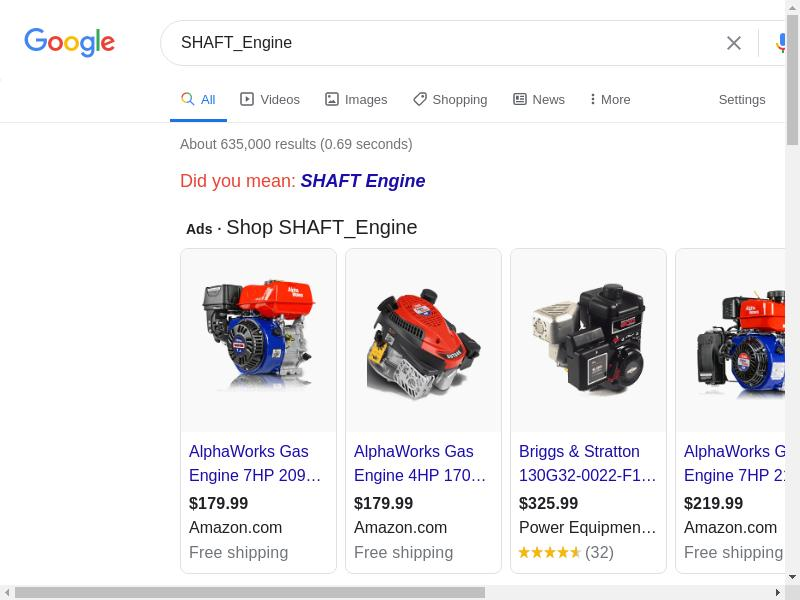 Google
SHAFT_Engine
All Videos Images Shopping News More Settings
About 635,000 results (0.69 seconds)
Did you mean: SHAFT Engine
Ads · Shop SHAFT_Engine
AlphaWorks Gas
Engine 7HP 209...
$179.99
Amazon.com
Free shipping
AlphaWorks Gas
Engine 4HP 170...
$179.99
Amazon.com
Free shipping
Briggs & Stratton
130G32-0022-F1...
$325.99
Power Equipmen...
(32)
AlphaWorks G
Engine 7HP 21
$219.99
Amazon.com
Free shipping